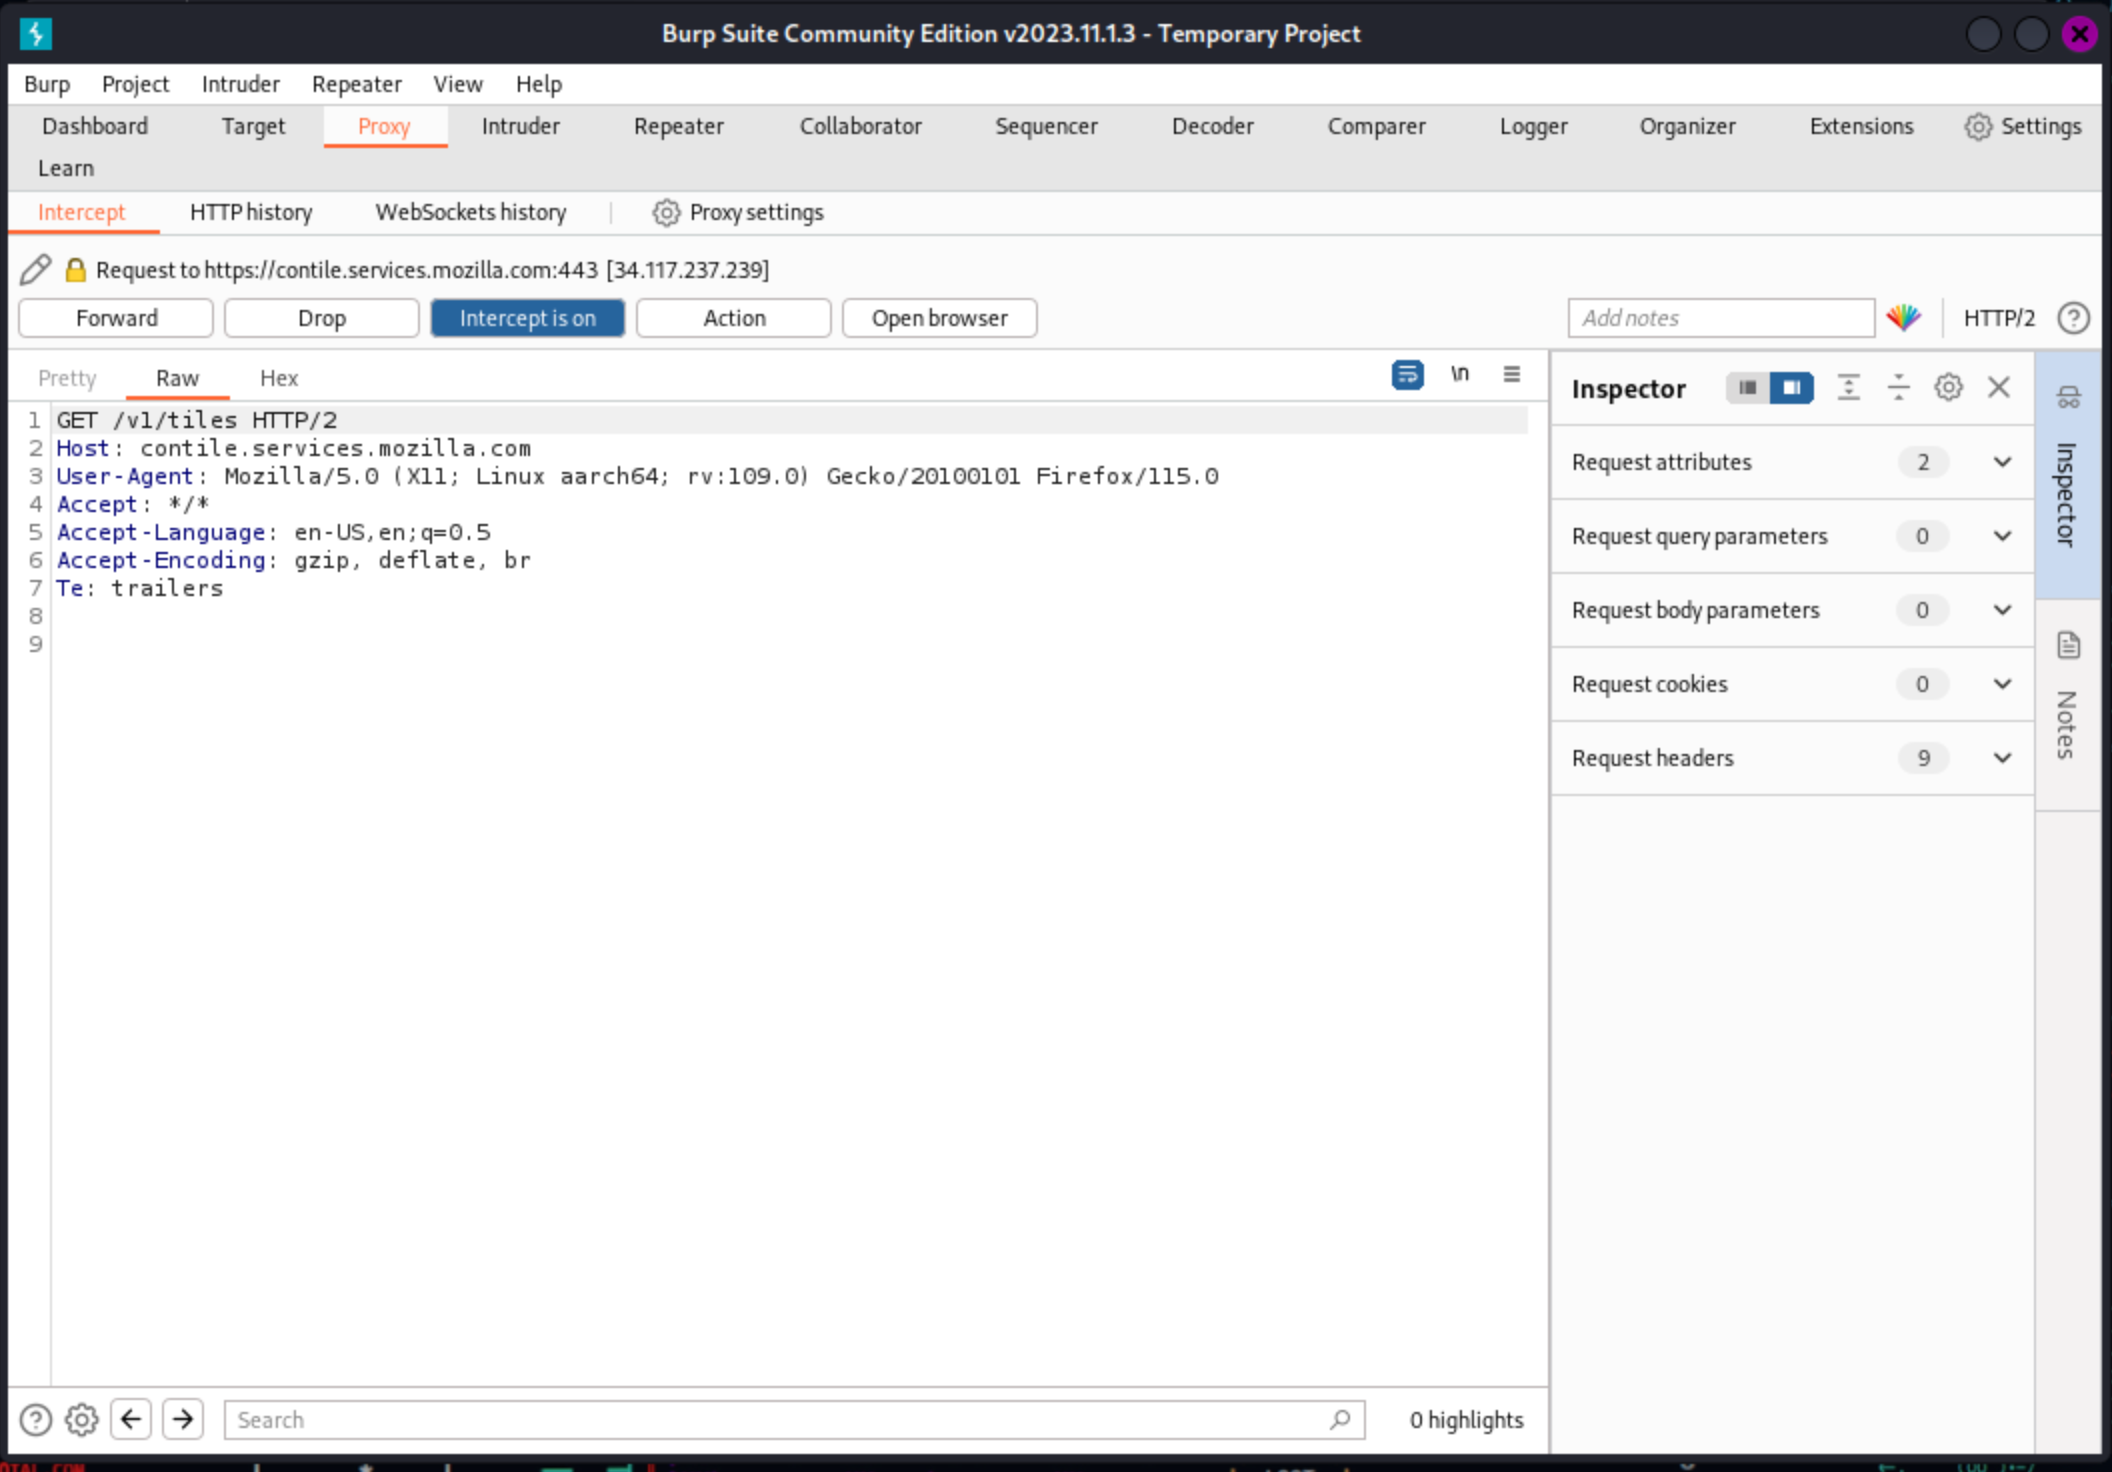 Burp Suite Community Edition v2023.11.1.3 - Temporary Project
Burp Project Intruder Repeater View Help
Dashboard Target Proxy Intruder Repeater Collaborator Sequencer Decoder Comparer Logger Organizer Extensions Settings
Learn
Intercept HTTP history WebSockets history Proxy settings
Request to https://contile.services.mozilla.com:443 [34.117.237.239]
Forward Drop Intercept is on Action Open browser Add notes HTTP/2
Pretty Raw Hex \n
1 GET /v1/tiles HTTP/2
2 Host: contile.services.mozilla.com
3 User-Agent: Mozilla/5.0 (X11; Linux aarch64; rv:109.0) Gecko/20100101 Firefox/115.0
4 Accept: */*
5 Accept-Language: en-US,en;q=0.5
6 Accept-Encoding: gzip, deflate, br
7 Te: trailers
8
9
Inspector
Request attributes 2
Request query parameters 0
Request body parameters 0
Request cookies 0
Request headers 9
Inspector
Notes
Search 0 highlights